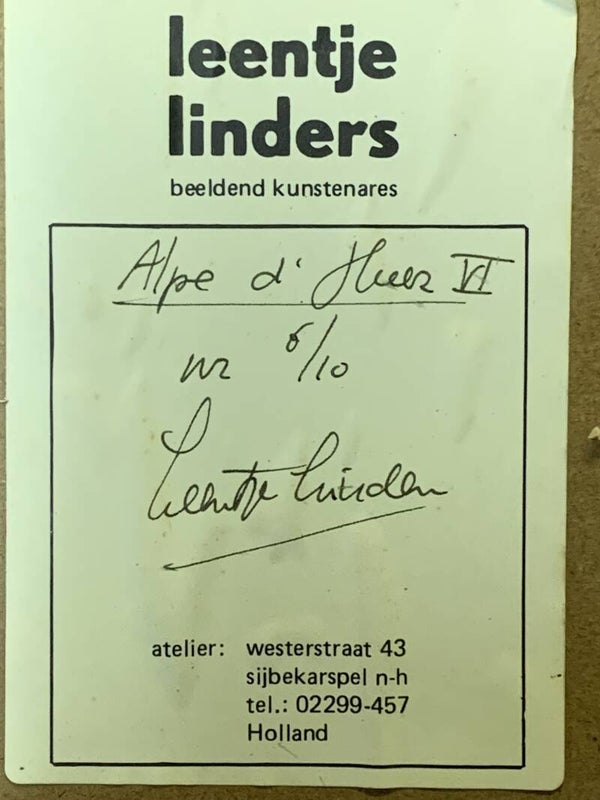 leentje
linders
beeldend kunstenares
Alpe d' Huez VI
nr 6/10
Leentje Linders
atelier: westerstraat 43
sijbekarspel n-h
tel.: 02299-457
Holland